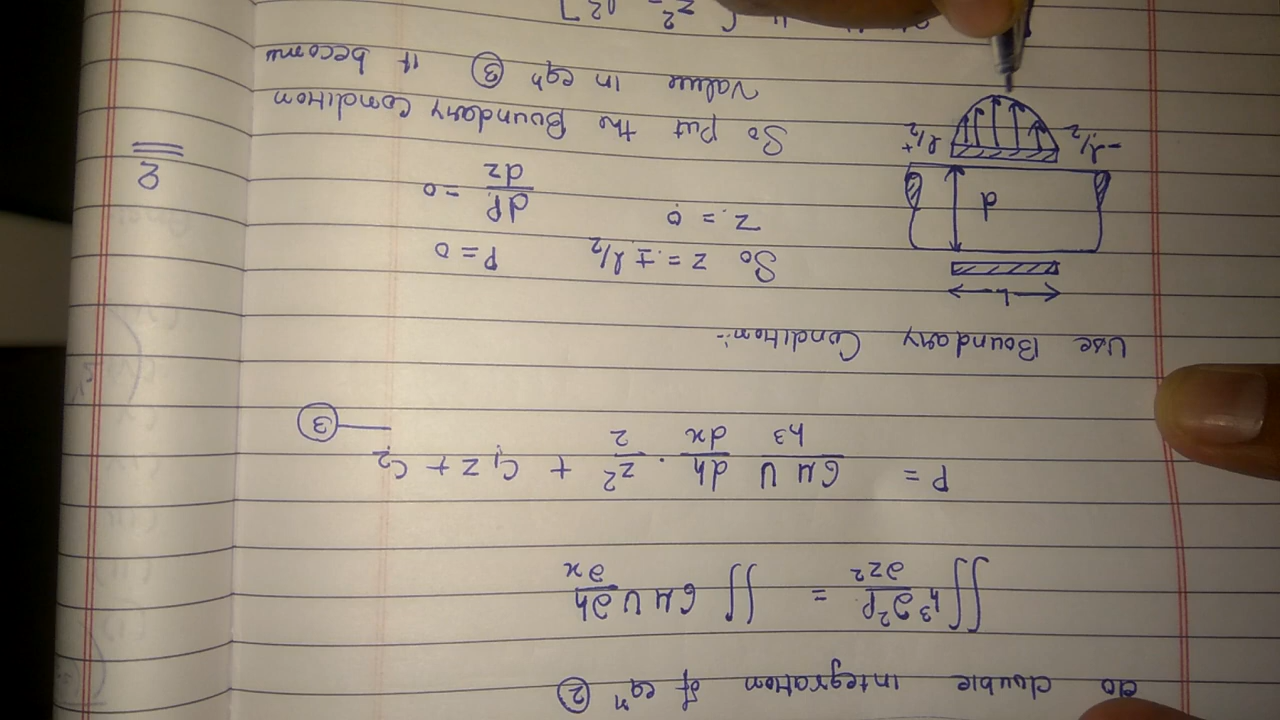 do double integration of eqⁿ ②
∬ h³∂²P/∂z² = ∬ 6μU∂h/∂x
P = 6μU/h³ dh/dx · z²/2 + C₁z + C₂ —③
Use Boundary Condition:-
L
So z = ± l/2 P = 0
z = 0 dP/dz = 0
d
2
-l/2 l/2+
So Put the Boundary Condition
Value in eqⁿ ③ it become